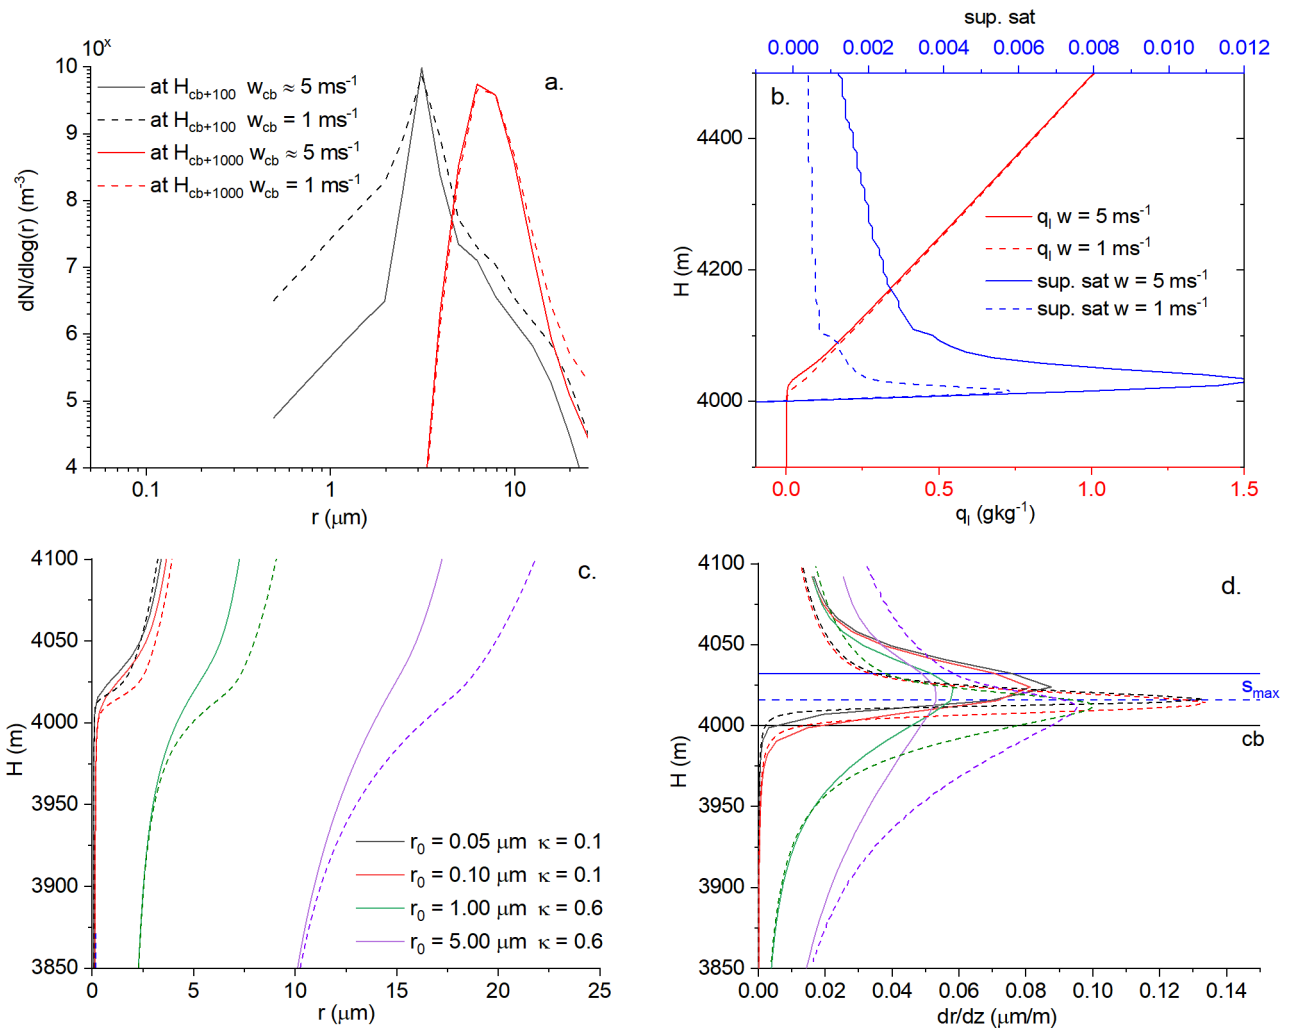 10ˣ
a.
at H_cb+100 w_cb ≈ 5 ms⁻¹
at H_cb+100 w_cb = 1 ms⁻¹
at H_cb+1000 w_cb ≈ 5 ms⁻¹
at H_cb+1000 w_cb = 1 ms⁻¹
10
9
8
7
6
5
4
dN/dlog(r) (m⁻³)
0.1 1 10
r (μm)
sup. sat
0.000 0.002 0.004 0.006 0.008 0.010 0.012
b.
q_l w = 5 ms⁻¹
q_l w = 1 ms⁻¹
sup. sat w = 5 ms⁻¹
sup. sat w = 1 ms⁻¹
4400
4200
4000
H (m)
0.0 0.5 1.0 1.5
q_l (gkg⁻¹)
c.
4100
4050
4000
3950
3900
3850
H (m)
r₀ = 0.05 μm κ = 0.1
r₀ = 0.10 μm κ = 0.1
r₀ = 1.00 μm κ = 0.6
r₀ = 5.00 μm κ = 0.6
0 5 10 15 20 25
r (μm)
d.
4100
4050
4000
3950
3900
3850
H (m)
s_max
cb
0.00 0.02 0.04 0.06 0.08 0.10 0.12 0.14
dr/dz (μm/m)